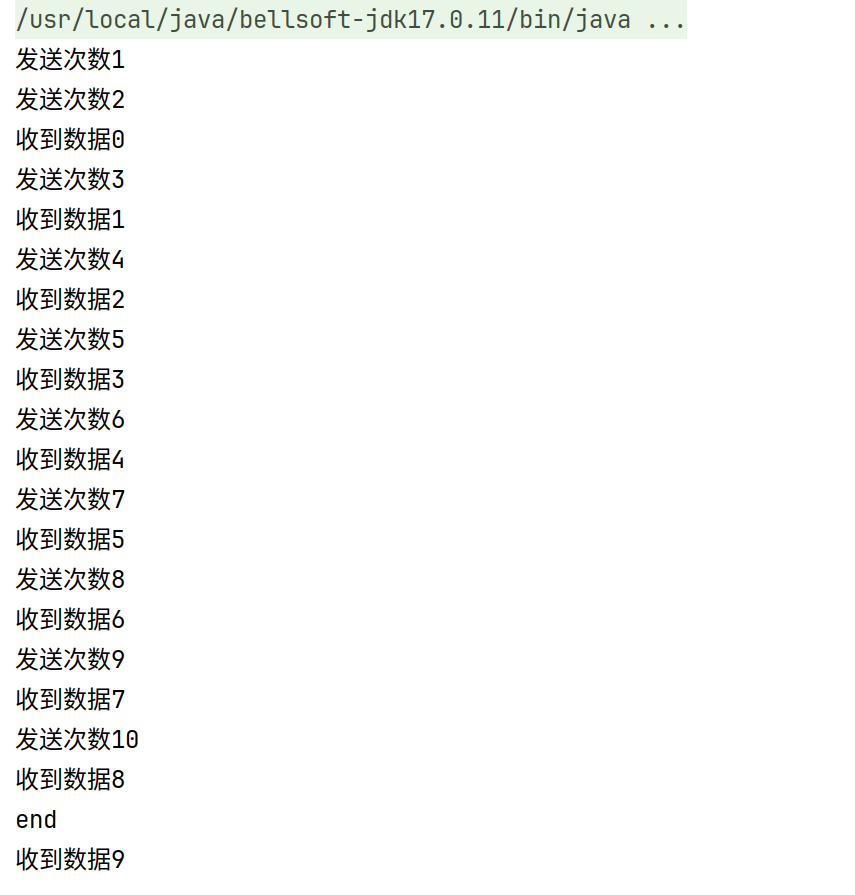 /usr/local/java/bellsoft-jdk17.0.11/bin/java ...
发送次数1
发送次数2
收到数据0
发送次数3
收到数据1
发送次数4
收到数据2
发送次数5
收到数据3
发送次数6
收到数据4
发送次数7
收到数据5
发送次数8
收到数据6
发送次数9
收到数据7
发送次数10
收到数据8
end
收到数据9